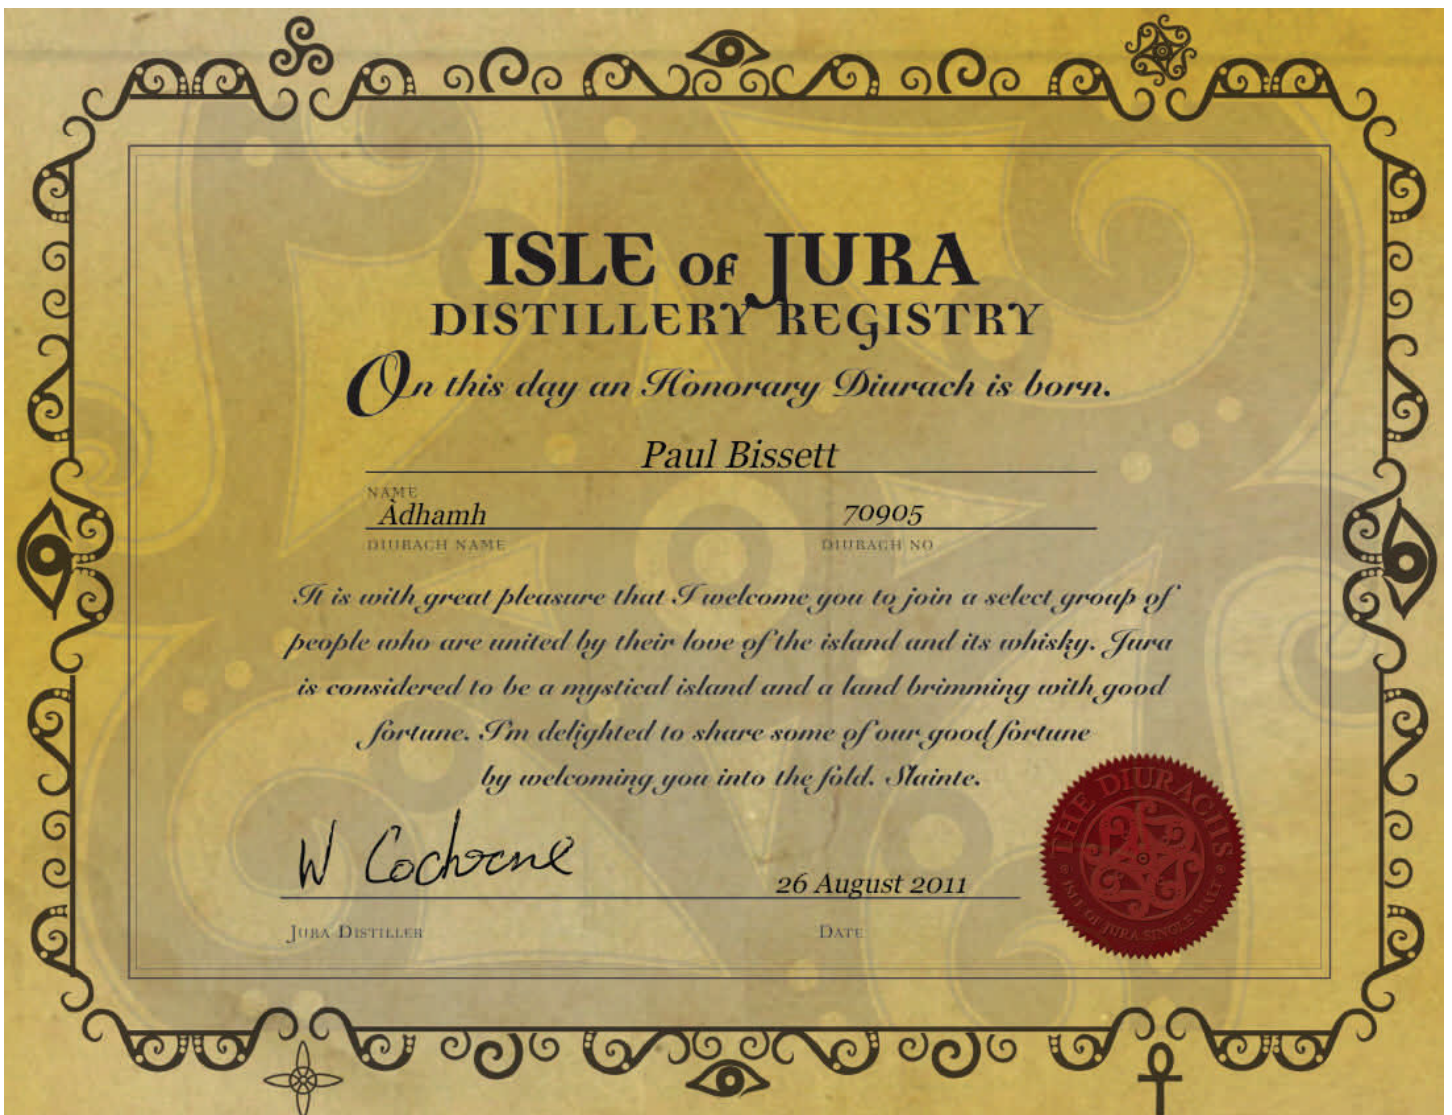 ISLE OF JURA
DISTILLERY REGISTRY
On this day an Honorary Diurach is born.
Paul Bissett
NAME
Àdhamh 70905
DIURACH NAME DIURACH NO
It is with great pleasure that I welcome you to join a select group of
people who are united by their love of the island and its whisky. Jura
is considered to be a mystical island and a land brimming with good
fortune. I'm delighted to share some of our good fortune
by welcoming you into the fold. Slainte.
W Cochrane
26 August 2011
JURA DISTILLER DATE
THE DIURACHS
ISLE OF JURA SINGLE MALT